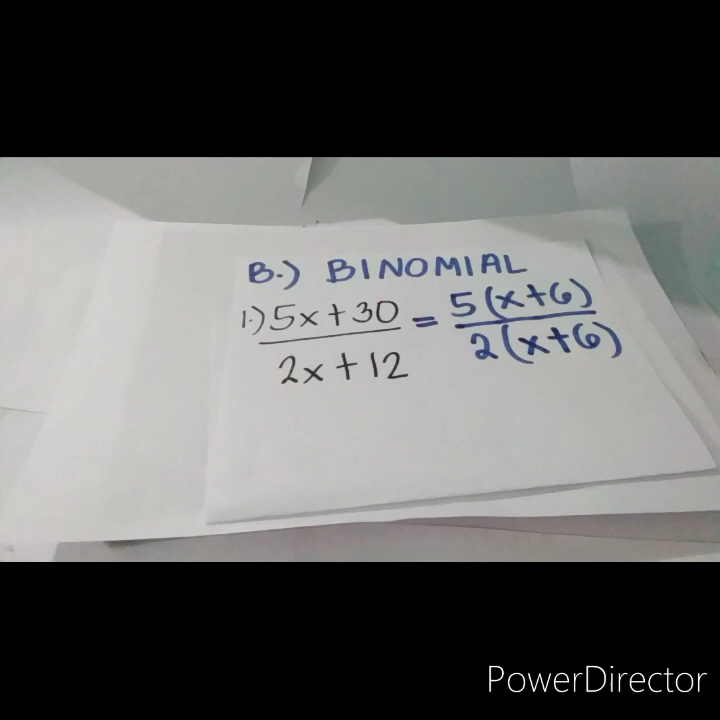 B.) BINOMIAL
1.) 5x+30 = 5(x+6)
2x+12 2(x+6)
PowerDirector